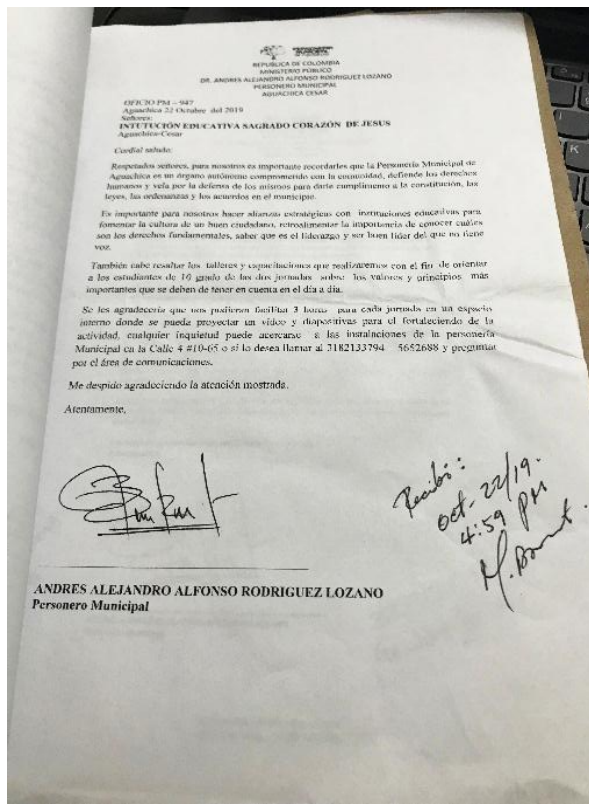 REPUBLICA DE COLOMBIA
MINISTERIO PÚBLICO
DR. ANDRES ALEJANDRO ALFONSO RODRIGUEZ LOZANO
PERSONERO MUNICIPAL
AGUACHICA CESAR
OFICIO PM – 947
Aguachica 22 Octubre del 2019
Señores:
INTUTUCIÓN EDUCATIVA SAGRADO CORAZÓN DE JESUS
Aguachica-Cesar
Cordial saludo:
Respetados señores, para nosotros es importante recordarles que la Personería Municipal de
Aguachica es un órgano autónomo comprometido con la comunidad, defiende los derechos
humanos y vela por la defensa de los mismos para darle cumplimento a la constitución, las
leyes, las ordenanzas y los acuerdos en el municipio.
Es importante para nosotros hacer alianzas estratégicas con instituciones educativas para
fomentar la cultura de un buen ciudadano, retroalimentar la importancia de conocer cuáles
son los derechos fundamentales, saber que es el liderazgo y ser buen líder del que no tiene
voz.
También cabe resaltar los talleres y capacitaciones que realizaremos con el fin de orientar
a los estudiantes de 10 grado de las dos jornadas sobre los valores y principios más
importantes que se deben de tener en cuenta en el día a día.
Se les agradecería que nos pudieran facilitar 3 horas para cada jornada en un espacio
interno donde se pueda proyectar un video y diapositivas para el fortaleciendo de la
actividad, cualquier inquietud puede acercarse a las instalaciones de la personería
Municipal en la Calle 4 #10-65 o si lo desea llamar al 3182133794 5652688 y preguntar
por el área de comunicaciones.
Me despido agradeciendo la atención mostrada.
Atentamente,
Recibó:
oct- 22/19.
4:59 PM
ANDRES ALEJANDRO ALFONSO RODRIGUEZ LOZANO
Personero Municipal